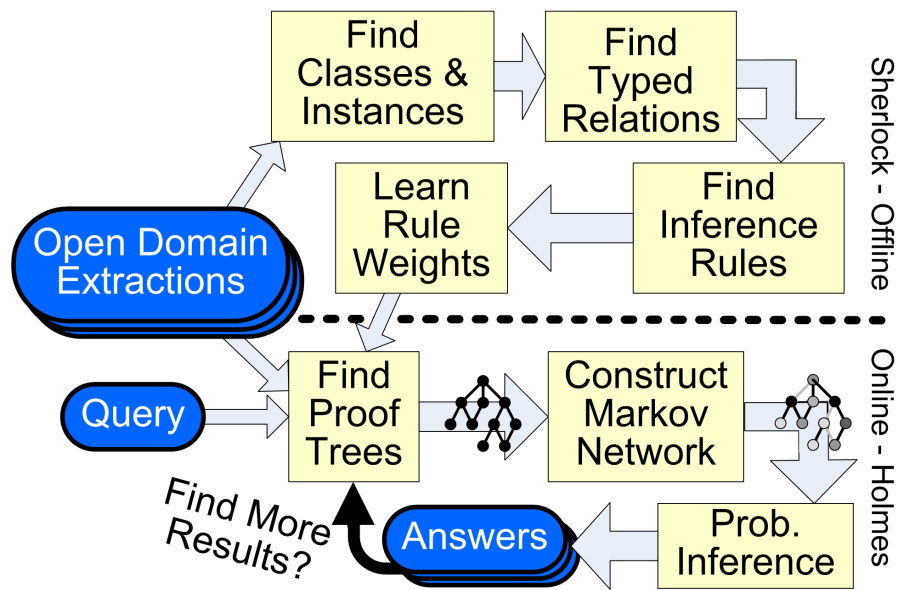 Find
Classes &
Instances
Find
Typed
Relations
Sherlock - Offline
Learn
Rule
Weights
Find
Inference
Rules
Open Domain
Extractions
Query
Find
Proof
Trees
Construct
Markov
Network
Online - Holmes
Find More
Results?
Answers
Prob.
Inference